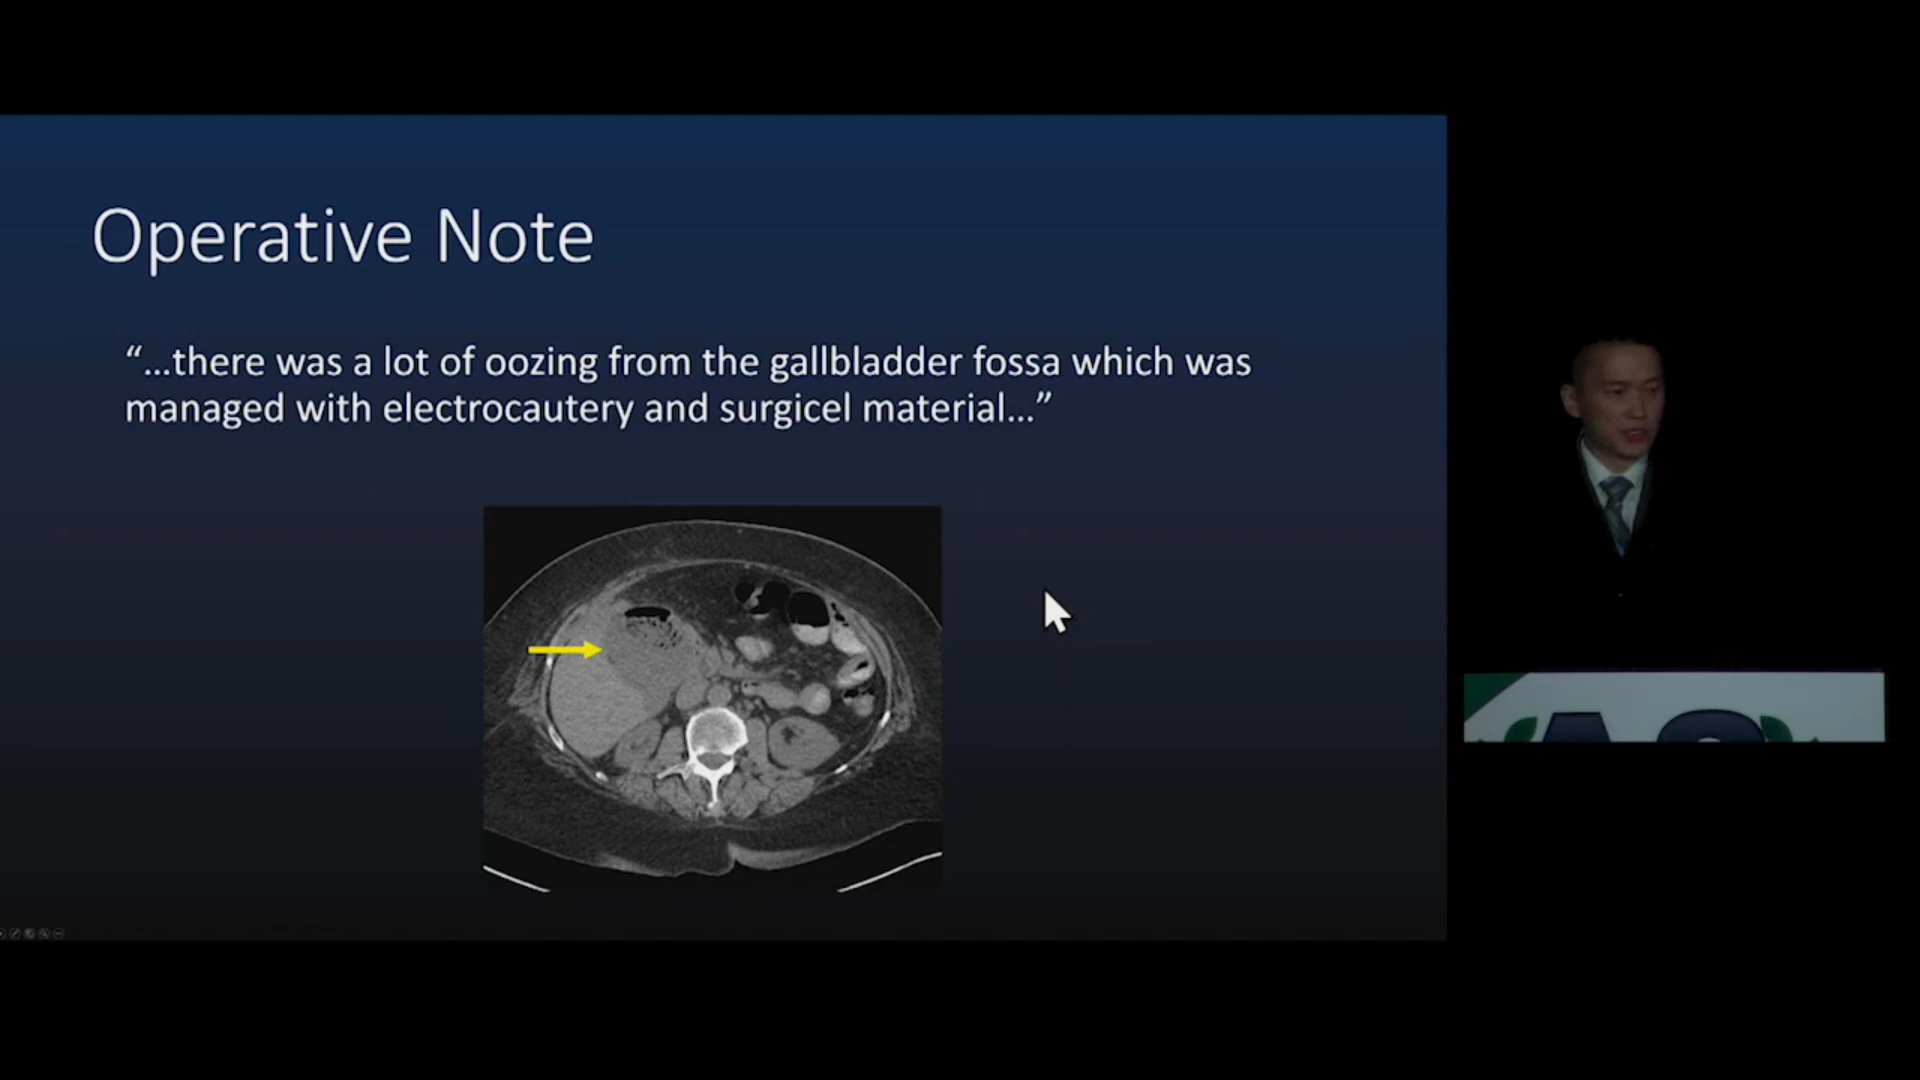 Operative Note
“…there was a lot of oozing from the gallbladder fossa which was
managed with electrocautery and surgicel material…”